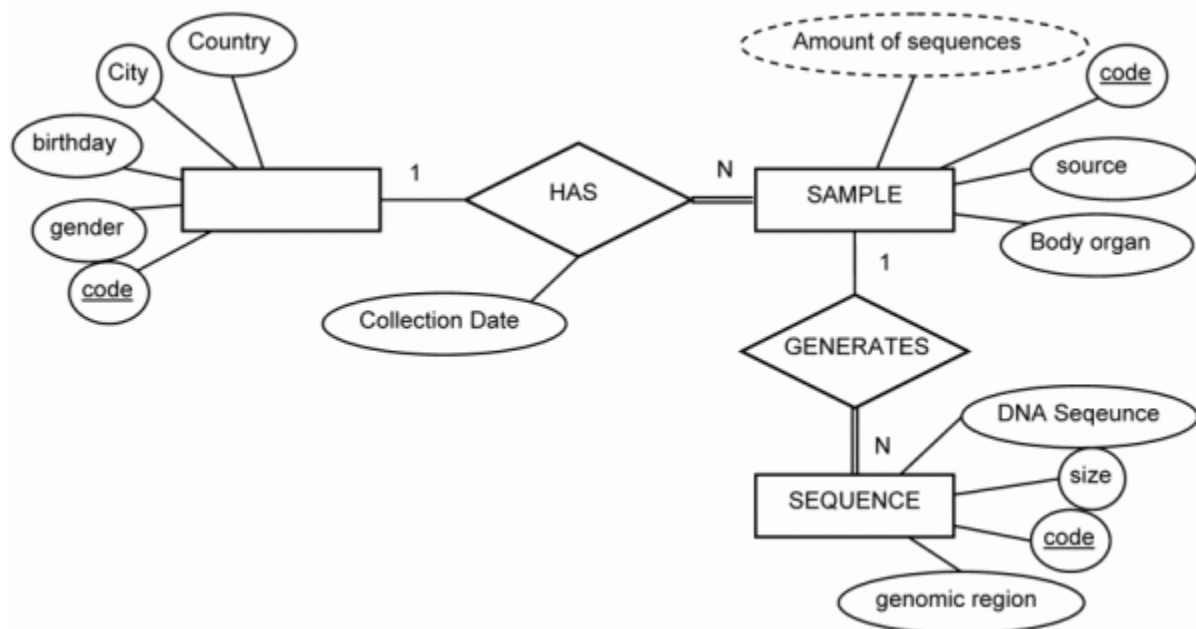 Country
Amount of sequences
City
code
birthday
source
1
HAS
N
SAMPLE
gender
Body organ
code
1
Collection Date
GENERATES
DNA Seqeunce
N
size
SEQUENCE
code
genomic region